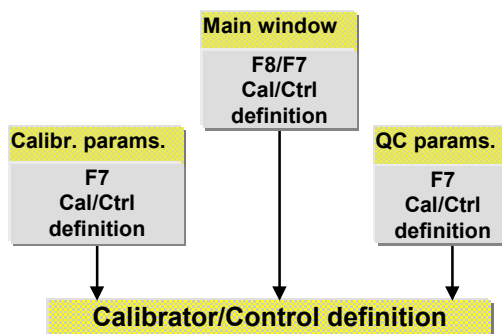 Main window
F8/F7
Cal/Ctrl
definition
Calibr. params.
F7
Cal/Ctrl
definition
QC params.
F7
Cal/Ctrl
definition
Calibrator/Control definition